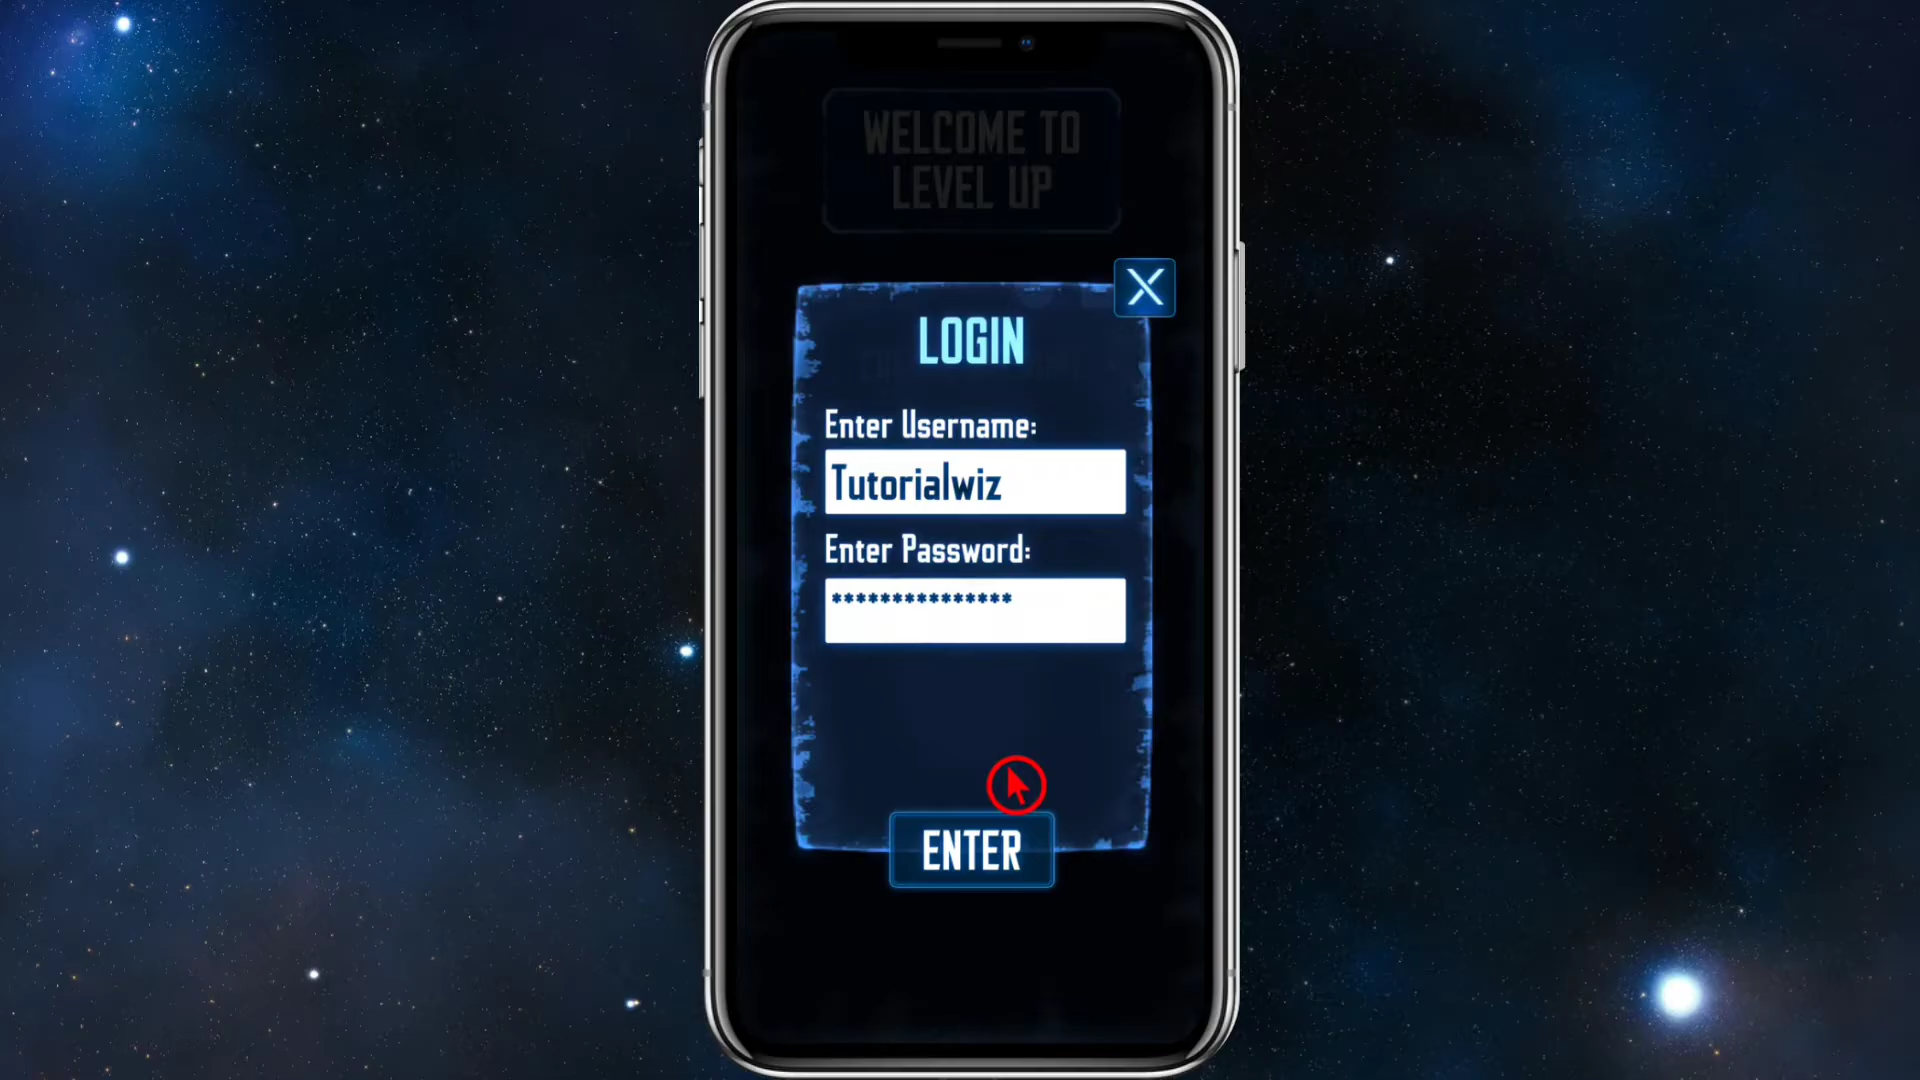 WELCOME TO
LEVEL UP
X
LOGIN
Enter Username:
Tutorialwiz
Enter Password:
***************
ENTER